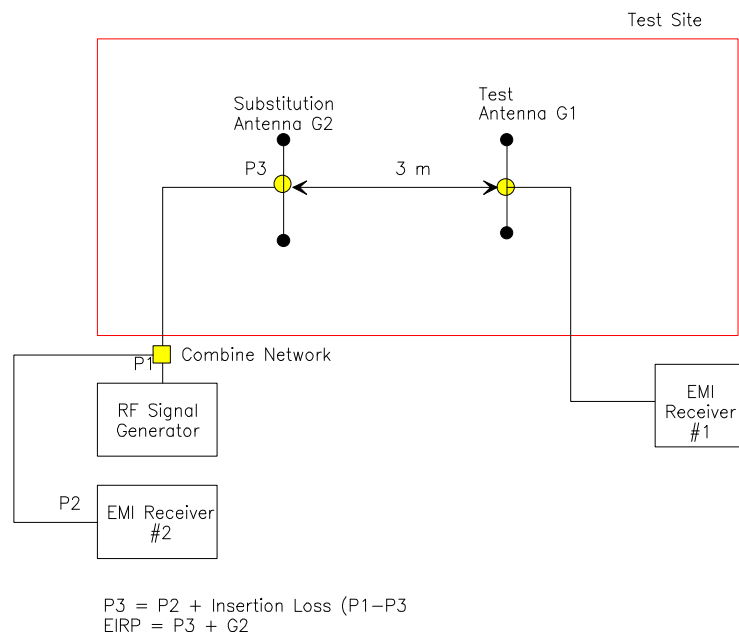 Test Site
Substitution
Antenna G2
Test
Antenna G1
P3
3 m
P1
Combine Network
RF Signal
Generator
EMI
Receiver
#1
P2
EMI Receiver
#2
P3 = P2 + Insertion Loss (P1-P3
EIRP = P3 + G2